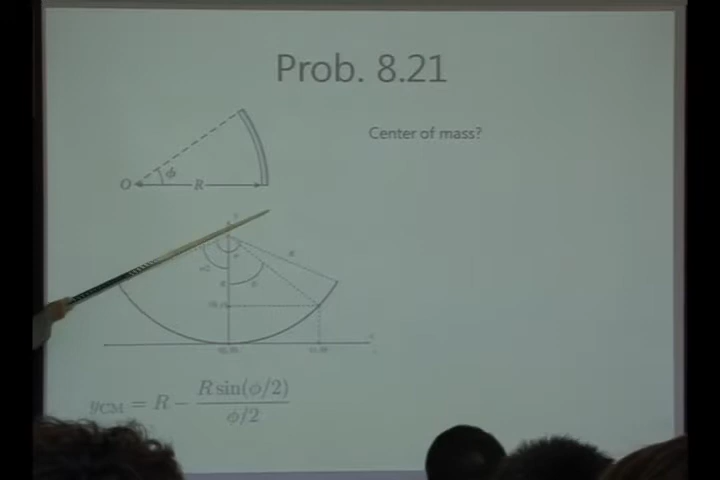 Prob. 8.21
Center of mass?
ϕ
O
R
y_CM = R − R sin(ϕ/2) / ϕ/2